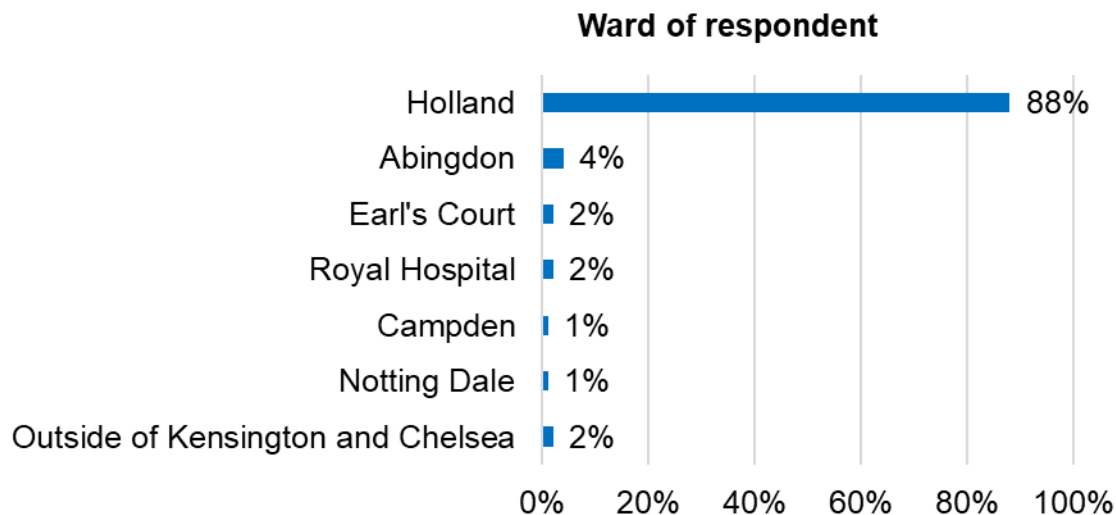 Ward of respondent
Holland 88%
Abingdon 4%
Earl's Court 2%
Royal Hospital 2%
Campden 1%
Notting Dale 1%
Outside of Kensington and Chelsea 2%
0% 20% 40% 60% 80% 100%